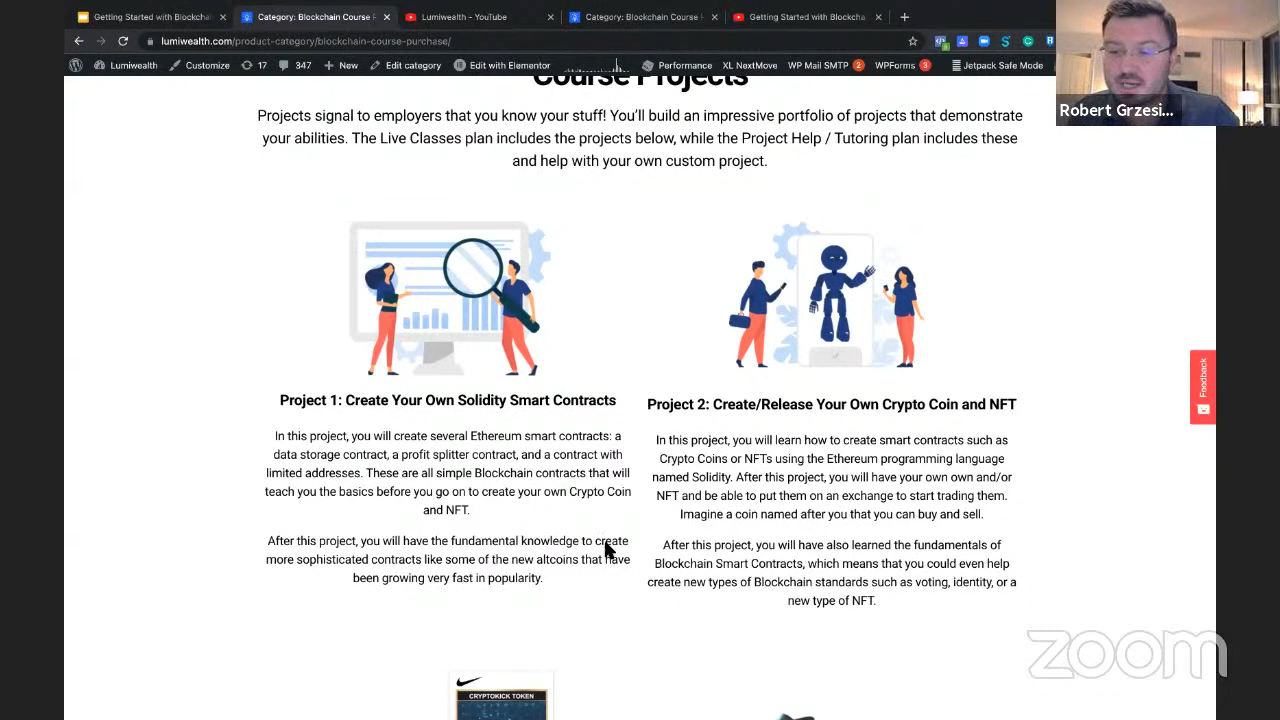 Getting Started with Blockchain
Category: Blockchain Course P
Lumiwealth - YouTube
Category: Blockchain Course P
Getting Started with Blockcha
lumiwealth.com/product-category/blockchain-course-purchase/
Lumiwealth
Customize
17
347
New
Edit category
Edit with Elementor
Performance
XL NextMove
WP Mail SMTP 2
WPForms 3
Jetpack Safe Mode
Robert Grzesi...
Course Projects
Projects signal to employers that you know your stuff! You'll build an impressive portfolio of projects that demonstrate
your abilities. The Live Classes plan includes the projects below, while the Project Help / Tutoring plan includes these
and help with your own custom project.
Project 1: Create Your Own Solidity Smart Contracts
In this project, you will create several Ethereum smart contracts: a
data storage contract, a profit splitter contract, and a contract with
limited addresses. These are all simple Blockchain contracts that will
teach you the basics before you go on to create your own Crypto Coin
and NFT.
After this project, you will have the fundamental knowledge to create
more sophisticated contracts like some of the new altcoins that have
been growing very fast in popularity.
Project 2: Create/Release Your Own Crypto Coin and NFT
In this project, you will learn how to create smart contracts such as
Crypto Coins or NFTs using the Ethereum programming language
named Solidity. After this project, you will have your own own and/or
NFT and be able to put them on an exchange to start trading them.
Imagine a coin named after you that you can buy and sell.
After this project, you will have also learned the fundamentals of
Blockchain Smart Contracts, which means that you could even help
create new types of Blockchain standards such as voting, identity, or a
new type of NFT.
Feedback
CRYPTOKICK TOKEN
zoom